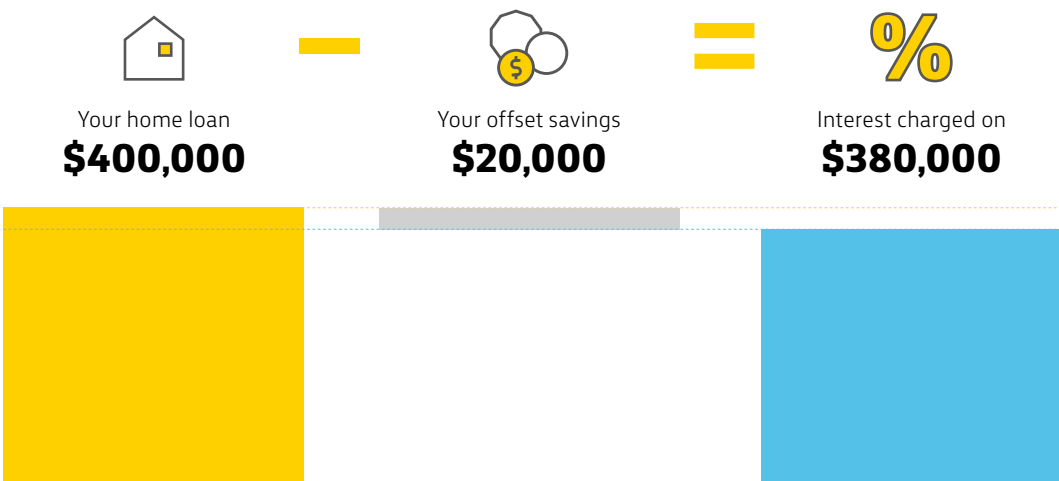 $
%
Your home loan
$400,000
Your offset savings
$20,000
Interest charged on
$380,000